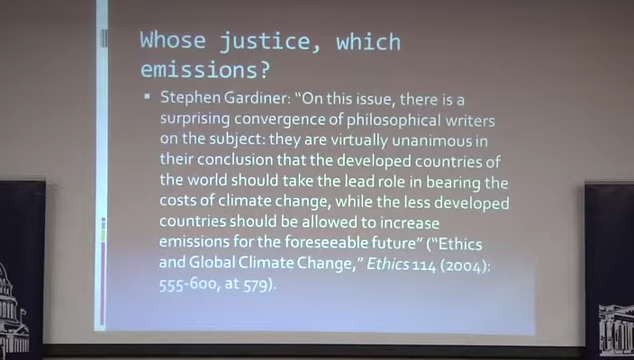 Whose justice, which
emissions?
Stephen Gardiner: “On this issue, there is a
surprising convergence of philosophical writers
on the subject: they are virtually unanimous in
their conclusion that the developed countries of
the world should take the lead role in bearing the
costs of climate change, while the less developed
countries should be allowed to increase
emissions for the foreseeable future” (“Ethics
and Global Climate Change,” Ethics 114 (2004):
555-600, at 579).